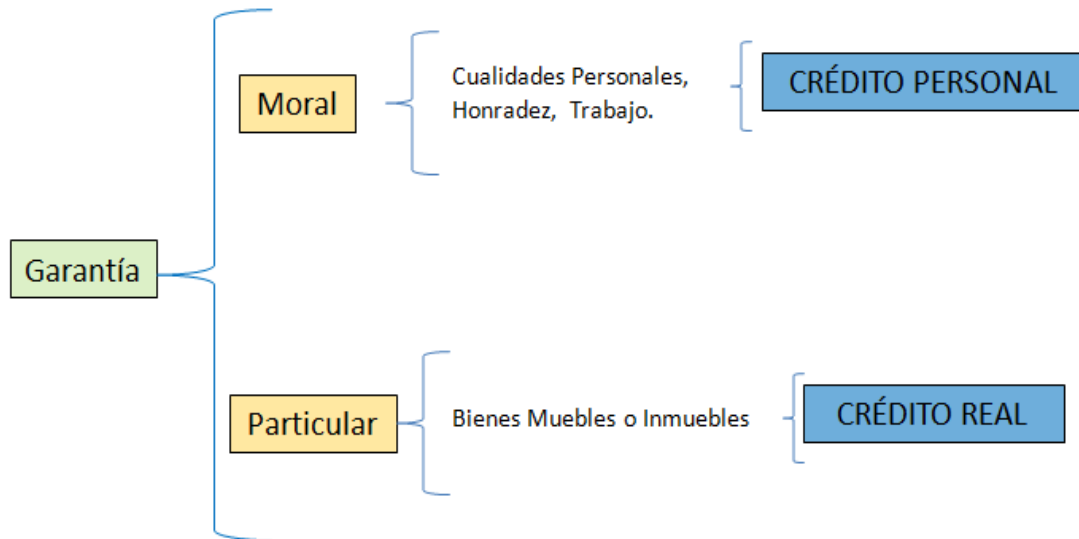 Garantía
Moral
Cualidades Personales,
Honradez, Trabajo.
CRÉDITO PERSONAL
Particular
Bienes Muebles o Inmuebles
CRÉDITO REAL